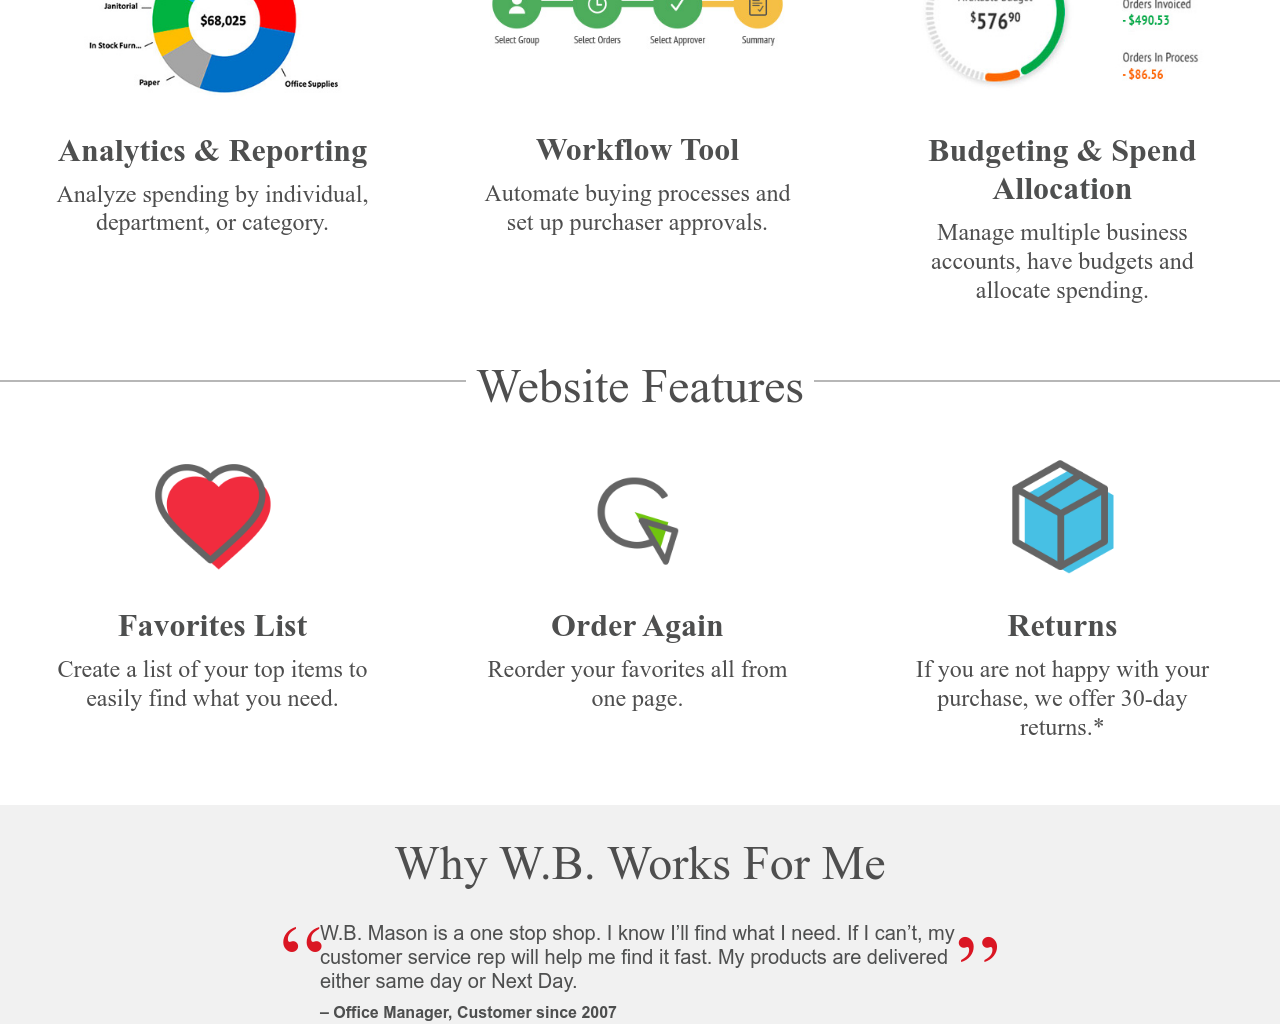 Janitorial
$68,025
In Stock Furn...
Paper
Office Supplies
Select Group
Select Orders
Select Approver
Summary
$576.90
Orders Invoiced
- $490.53
Orders In Process
- $86.56
Analytics & Reporting
Analyze spending by individual,
department, or category.
Workflow Tool
Automate buying processes and
set up purchaser approvals.
Budgeting & Spend
Allocation
Manage multiple business
accounts, have budgets and
allocate spending.
Website Features
Favorites List
Create a list of your top items to
easily find what you need.
Order Again
Reorder your favorites all from
one page.
Returns
If you are not happy with your
purchase, we offer 30-day
returns.*
Why W.B. Works For Me
“W.B. Mason is a one stop shop. I know I’ll find what I need. If I can’t, my
customer service rep will help me find it fast. My products are delivered
either same day or Next Day.”
– Office Manager, Customer since 2007